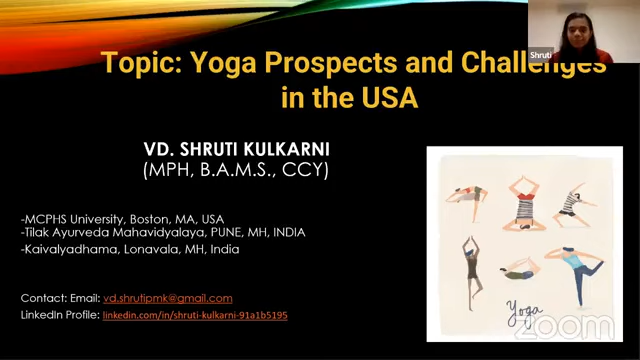 Shruti
Topic: Yoga Prospects and Challenges
in the USA
VD. SHRUTI KULKARNI
(MPH, B.A.M.S., CCY)
-MCPHS University, Boston, MA, USA
-Tilak Ayurveda Mahavidyalaya, PUNE, MH, INDIA
-Kaivalyadhama, Lonavala, MH, India
Contact: Email: vd.shrutipmk@gmail.com
LinkedIn Profile: linkedin.com/in/shruti-kulkarni-91a1b5195
Yoga
zoom